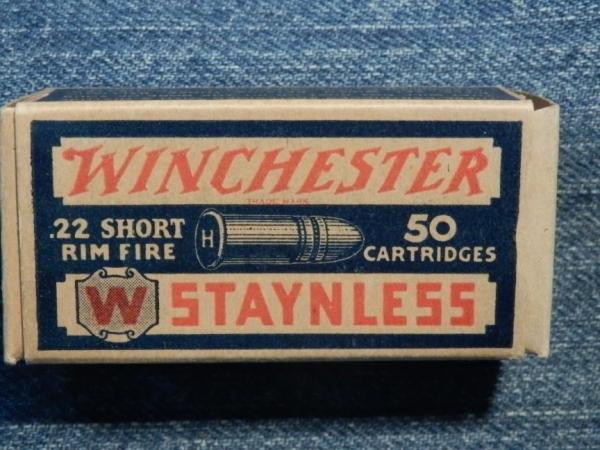 WINCHESTER
TRADE MARK
.22 SHORT
RIM FIRE
H
50
CARTRIDGES
W STAYNLESS